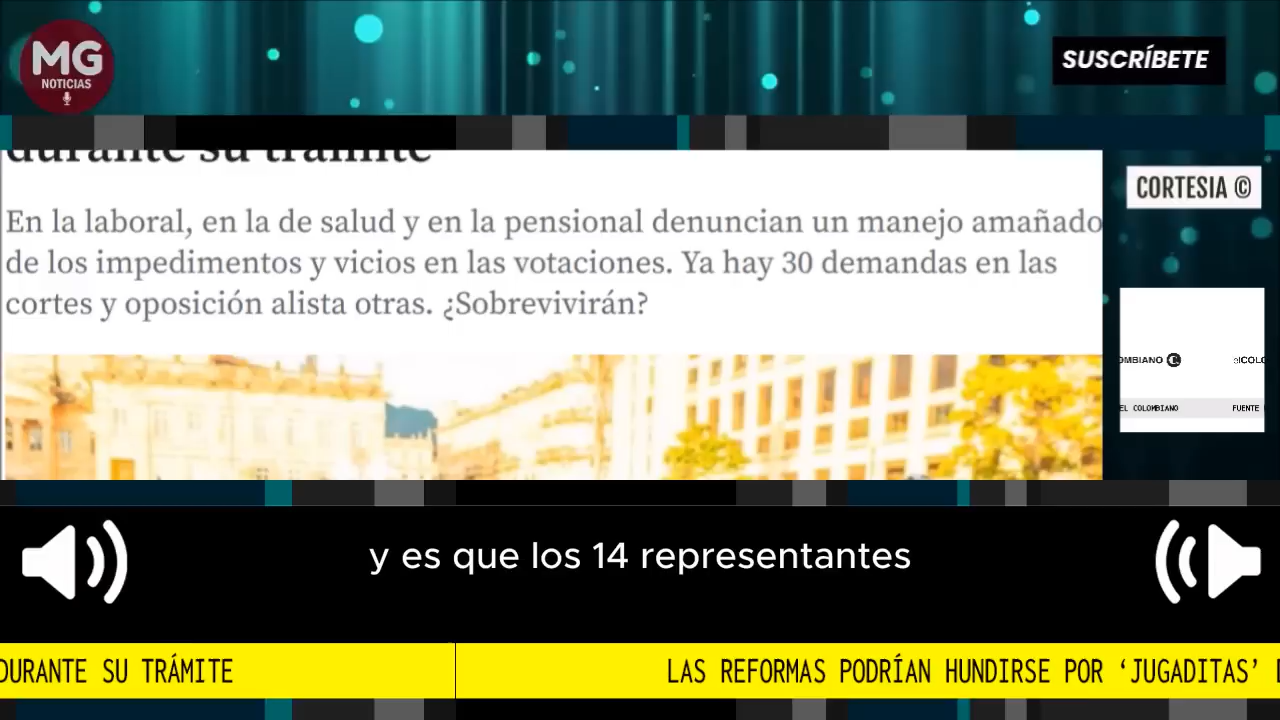 MG
NOTICIAS
SUSCRÍBETE
durante su trámite
CORTESIA ©
En la laboral, en la de salud y en la pensional denuncian un manejo amañado
de los impedimentos y vicios en las votaciones. Ya hay 30 demandas en las
cortes y oposición alista otras. ¿Sobrevivirán?
OMBIANO
EL COLOMBIANO FUENTE
y es que los 14 representantes
DURANTE SU TRÁMITE LAS REFORMAS PODRÍAN HUNDIRSE POR ‘JUGADITAS’